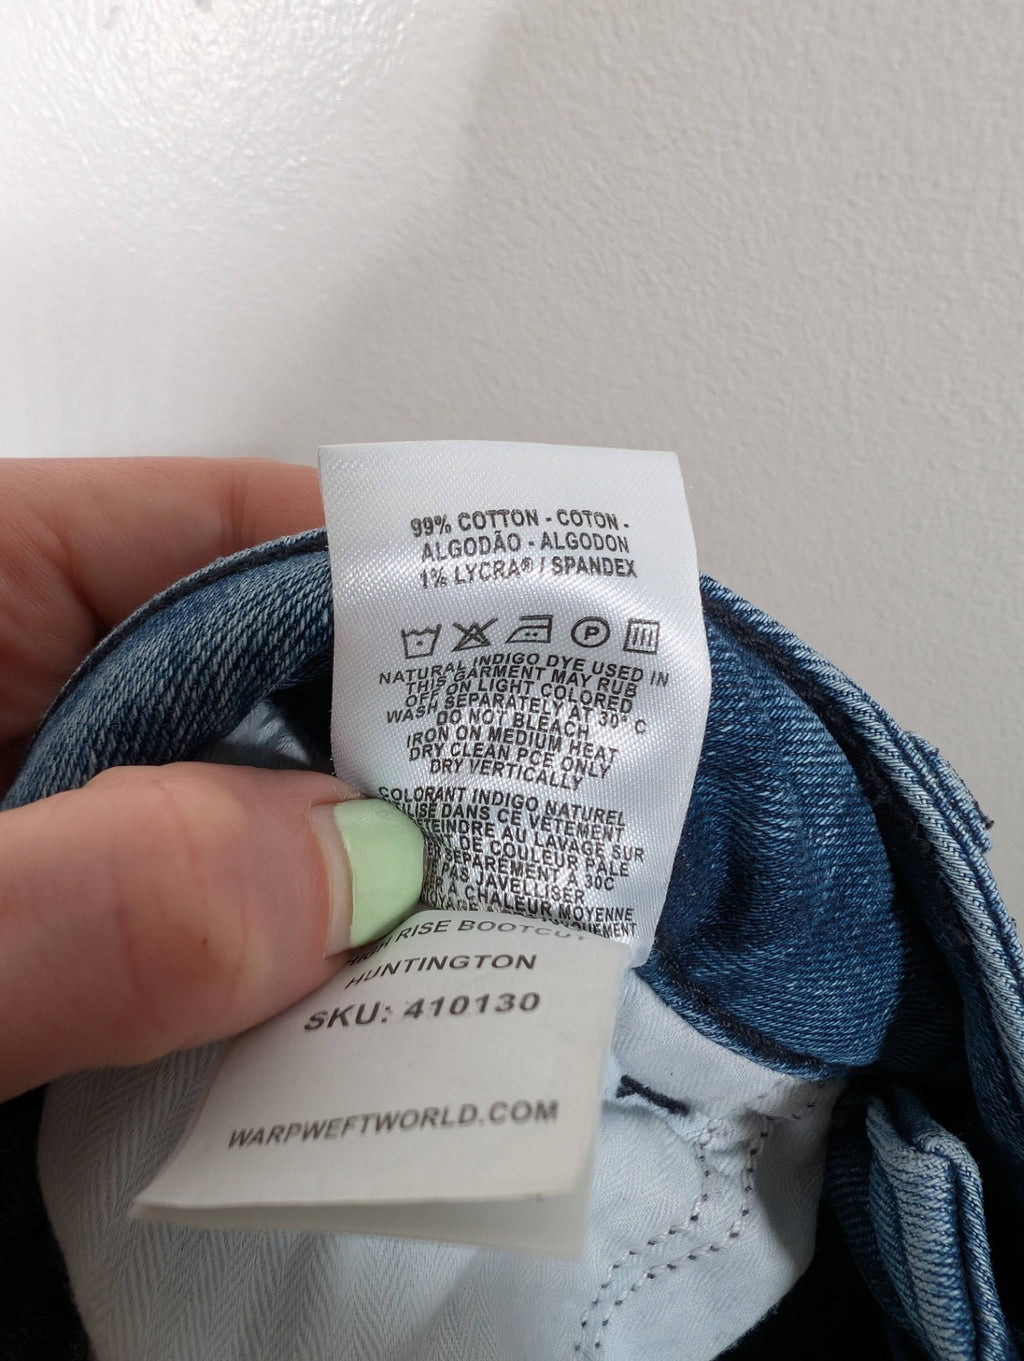 99% COTTON - COTON -
ALGODÃO - ALGODON
1% LYCRA® / SPANDEX
P
NATURAL INDIGO DYE USED IN
THIS GARMENT MAY RUB
OFF ON LIGHT COLORED
WASH SEPARATELY AT 30° C
DO NOT BLEACH
IRON ON MEDIUM HEAT
DRY CLEAN PCE ONLY
DRY VERTICALLY
COLORANT INDIGO NATUREL
DANS CE VÊTEMENT
AU LAVAGE SUR
DE COULEUR PALE
30C
JAVELLISER
CHALEUR MOYENNE
HIGH RISE BOOTCUT
HUNTINGTON
SKU: 410130
WARPWEFTWORLD.COM